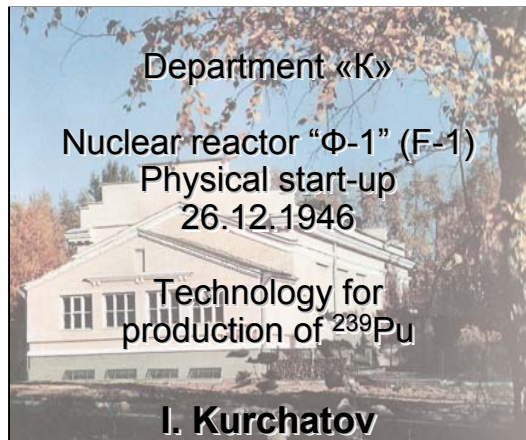 Department «К»
Nuclear reactor “Ф-1” (F-1)
Physical start-up
26.12.1946
Technology for
production of ²³⁹Pu
I. Kurchatov